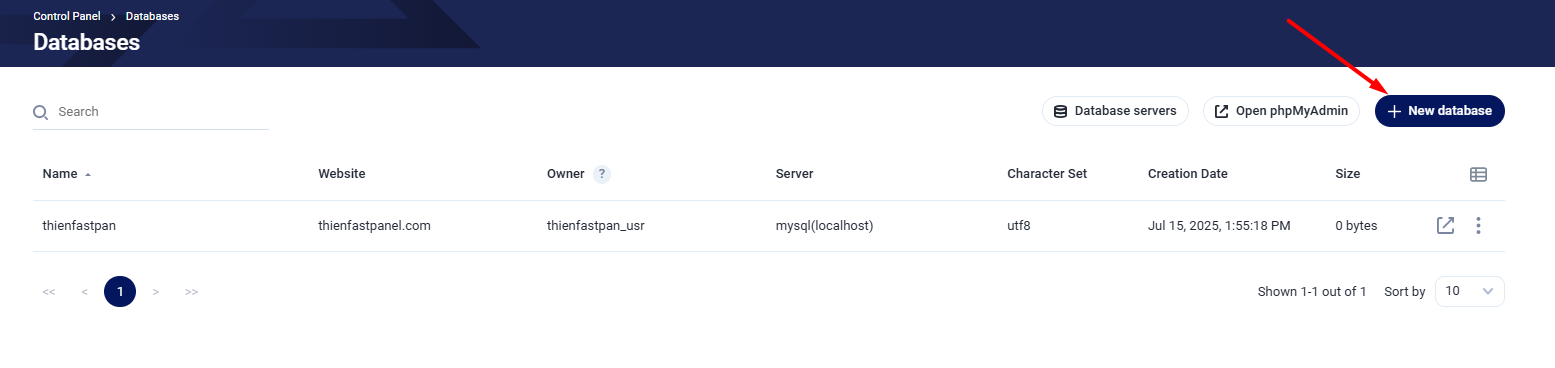 Control Panel > Databases
Databases
Search
Database servers
Open phpMyAdmin
+ New database
Name Website Owner ? Server Character Set Creation Date Size
thienfastpan thienfastpanel.com thienfastpan_usr mysql(localhost) utf8 Jul 15, 2025, 1:55:18 PM 0 bytes
<< < 1 > >> Shown 1-1 out of 1 Sort by 10